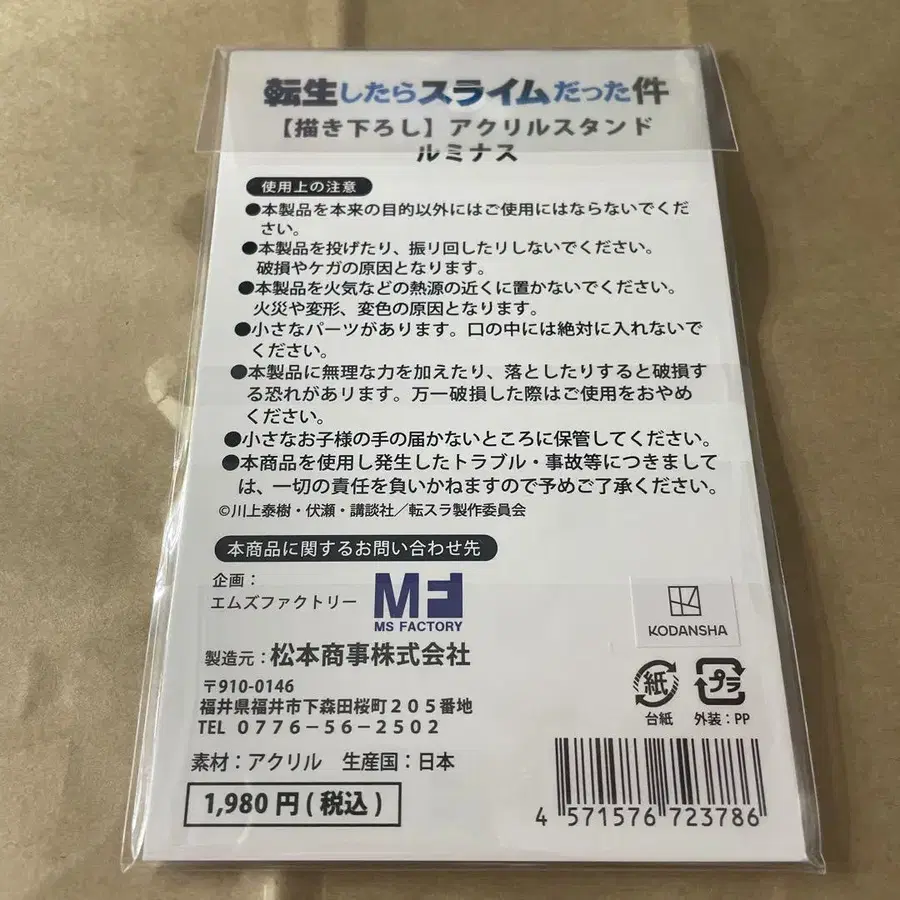 転生したらスライムだった件
【描き下ろし】アクリルスタンド
ルミナス
使用上の注意
●本製品を本来の目的以外にはご使用にはならないでくだ
さい。
●本製品を投げたり、振り回したりしないでください。
破損やケガの原因となります。
●本製品を火気などの熱源の近くに置かないでください。
火災や変形、変色の原因となります。
●小さなパーツがあります。口の中には絶対に入れないで
ください。
●本製品に無理な力を加えたり、落としたりすると破損す
る恐れがあります。万一破損した際はご使用をおやめ
ください。
●小さなお子様の手の届かないところに保管してください。
●本商品を使用し発生したトラブル・事故等につきまして
は、一切の責任を負いかねますので予めご了承ください。
©川上泰樹・伏瀬・講談社／転スラ製作委員会
本商品に関するお問い合わせ先
企画：
エムズファクトリー
MF
MS FACTORY
KODANSHA
製造元：松本商事株式会社
〒910-0146
福井県福井市下森田桜町２０５番地
TEL ０７７６－５６－２５０２
紙
台紙
プラ
外装：PP
素材：アクリル 生産国：日本
1,980円(税込)
4 571576 723786